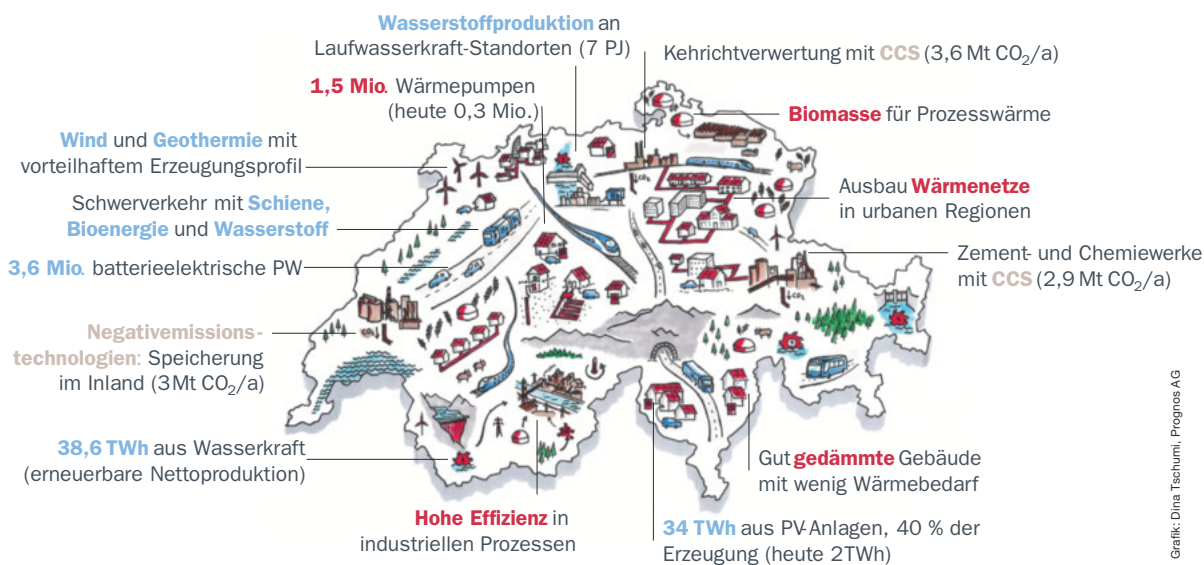 Wasserstoffproduktion an
Laufwasserkraft-Standorten (7 PJ)
Kehrichtverwertung mit CCS (3,6 Mt CO₂/a)
1,5 Mio. Wärmepumpen
(heute 0,3 Mio.)
Biomasse für Prozesswärme
Wind und Geothermie mit
vorteilhaftem Erzeugungsprofil
Ausbau Wärmenetze
in urbanen Regionen
Schwerverkehr mit Schiene,
Bioenergie und Wasserstoff
3,6 Mio. batterieelektrische PW
Zement- und Chemiewerke
mit CCS (2,9 Mt CO₂/a)
Negativemissions-
technologien: Speicherung
im Inland (3Mt CO₂/a)
38,6 TWh aus Wasserkraft
(erneuerbare Nettoproduktion)
Gut gedämmte Gebäude
mit wenig Wärmebedarf
Hohe Effizienz in
industriellen Prozessen
34 TWh aus PV-Anlagen, 40 % der
Erzeugung (heute 2TWh)
CO₂
CO₂
CO₂
Grafik: Dina Tschumi, Prognos AG